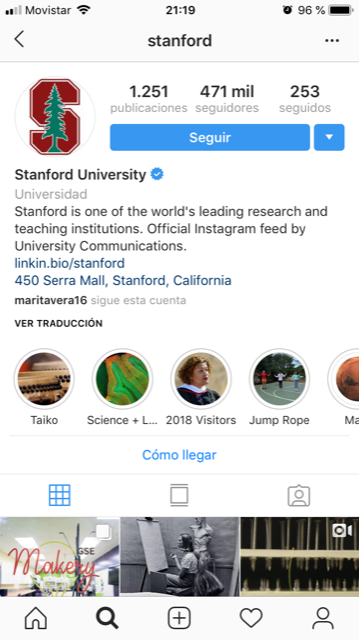 Movistar 21:19 96 %
stanford
1.251 471 mil 253
publicaciones seguidores seguidos
Seguir
Stanford University
Universidad
Stanford is one of the world's leading research and
teaching institutions. Official Instagram feed by
University Communications.
linkin.bio/stanford
450 Serra Mall, Stanford, California
maritavera16 sigue esta cuenta
VER TRADUCCIÓN
Taiko Science + L... 2018 Visitors Jump Rope Ma
Cómo llegar
GSE
Makery